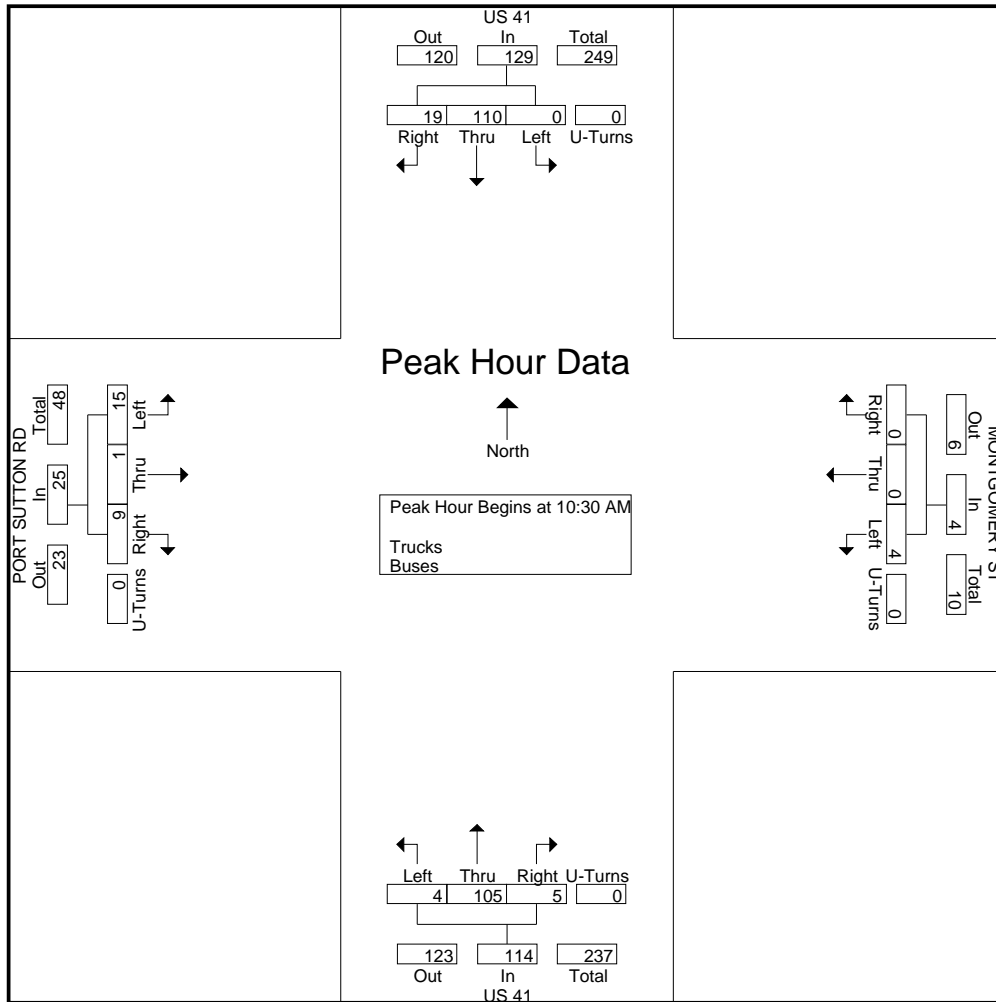 US 41
Out In Total
120 129 249
19 110 0 0
Right Thru Left U-Turns
Peak Hour Data
North
Peak Hour Begins at 10:30 AM
Trucks
Buses
PORT SUTTON RD
Out In Total
23 25 48
Left Thru Right U-Turns
15 1 9 0
MONTGOMERY ST
Out In Total
6 4 10
0 0 4 0
Right Thru Left U-Turns
Left Thru Right U-Turns
4 105 5 0
123 114 237
Out In Total
US 41